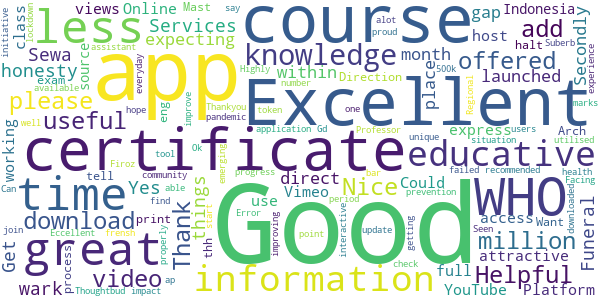 less
views
Online
Mast
class
Services
Sewa
expecting
source
honesty
exam
please
eng
useful
course
knowledge
gap
Indonesia
add
say
alot
proud
host
halt
month
Suberb
offered
launched
within
Direction
500k
Secondly
initiative
lockdown
assistant
everyday
app
Excellent
place
Highly
available
Thankyou
hope
number
one
pandemic
improve
token
express
Regional
Arch
marks
experience
working
certificate
educative
well
Yes
things
application
Gd
Professor
unique
users
tell
Firoz
tool
Ok
emerging
direct
Nice
Could
situation
utilised
community
Can
able
find
progress
bar
prevention
failed
recommended
health
Facing
time
WHO
download
Thank
use
Vimeo
access
Want
downloaded
Funeral
Error
period
update
Seen
join
Eccellent
print
frensh
start
improving
point
interactive
getting
million
attractive
great
Good
Get
process
properly
thh
check
full
YouTube
Helpful
Platform
wark
video
ap
information
Thoughtbud
impact